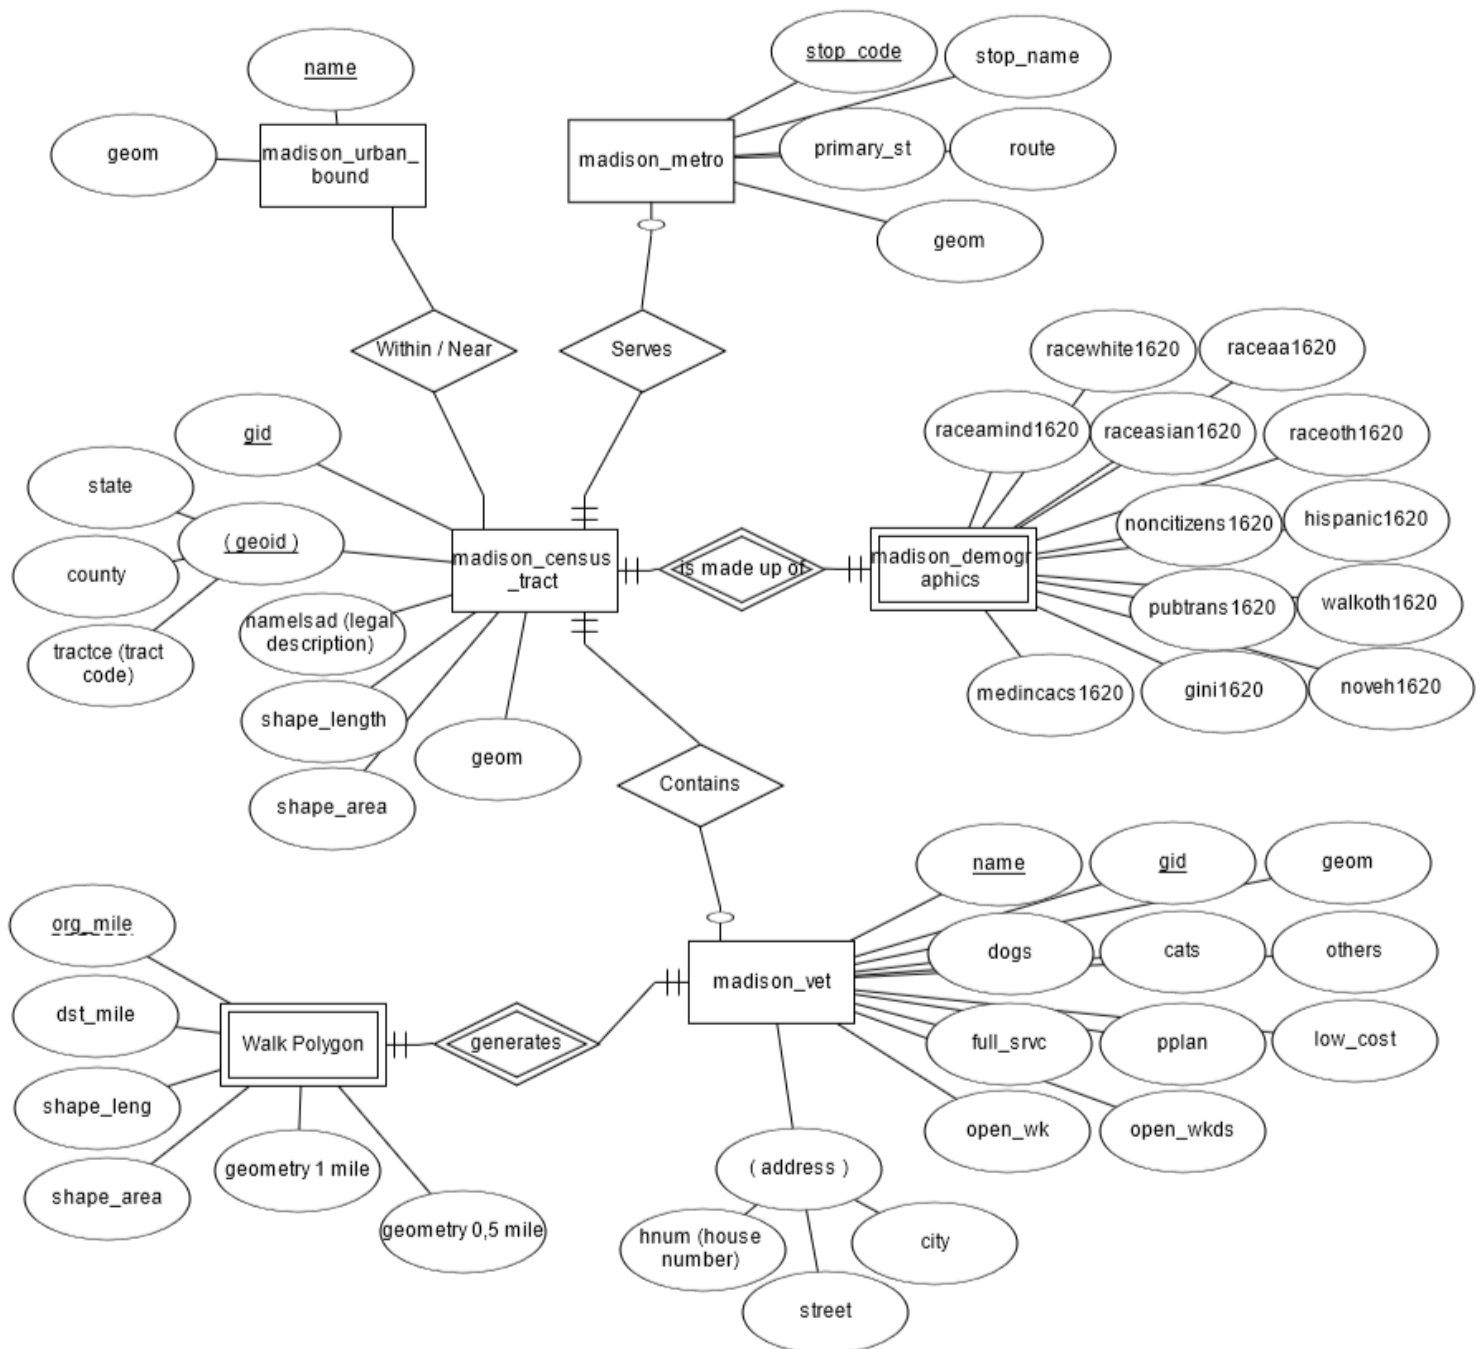 name
geom
madison_urban_
bound
stop_code
stop_name
madison_metro
primary_st
route
geom
Within / Near
Serves
racewhite1620
raceaa1620
raceamind1620
raceasian1620
raceoth1620
gid
state
( geoid )
county
tractce (tract
code)
madison_census
_tract
is made up of
madison_demogr
aphics
noncitizens1620
hispanic1620
pubtrans1620
walkoth1620
medincacs1620
gini1620
noveh1620
namelsad (legal
description)
shape_length
shape_area
geom
Contains
name
gid
geom
dogs
cats
others
madison_vet
full_srvc
pplan
low_cost
open_wk
open_wkds
org_mile
dst_mile
Walk Polygon
generates
shape_leng
shape_area
geometry 1 mile
geometry 0,5 mile
( address )
hnum (house
number)
city
street